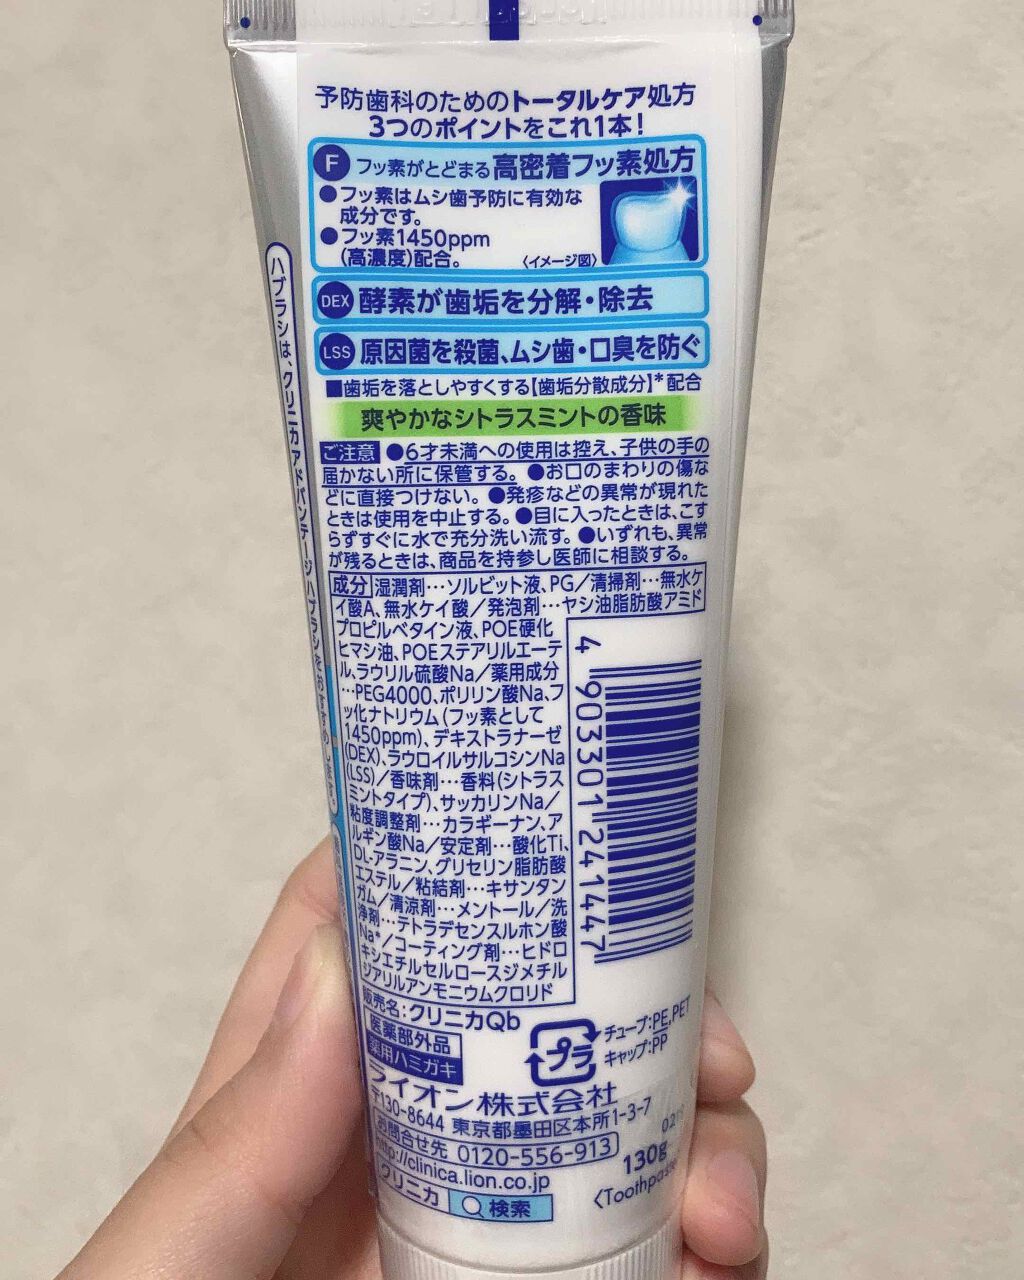 予防歯科のためのトータルケア処方
3つのポイントをこれ1本!
F フッ素がとどまる高密着フッ素処方
●フッ素はムシ歯予防に有効な
成分です。
●フッ素1450ppm
(高濃度)配合。
〈イメージ図〉
DEX 酵素が歯垢を分解・除去
LSS 原因菌を殺菌、ムシ歯・口臭を防ぐ
■歯垢を落としやすくする【歯垢分散成分】*配合
爽やかなシトラスミントの香味
ご注意 ●6才未満への使用は控え、子供の手の
届かない所に保管する。●お口のまわりの傷な
どに直接つけない。●発疹などの異常が現れた
ときは使用を中止する。●目に入ったときは、こす
らずすぐに水で充分洗い流す。●いずれも、異常
が残るときは、商品を持参し医師に相談する。
成分 湿潤剤…ソルビット液、PG/清掃剤…無水ケ
イ酸A、無水ケイ酸/発泡剤…ヤシ油脂肪酸アミド
プロピルベタイン液、POE硬化
ヒマシ油、POEステアリルエーテ
ル、ラウリル硫酸Na/薬用成分
…PEG4000、ポリリン酸Na、フ
ッ化ナトリウム(フッ素として
1450ppm)、デキストラナーゼ
(DEX)、ラウロイルサルコシンNa
(LSS)/香味剤…香料(シトラス
ミントタイプ)、サッカリンNa/
粘度調整剤…カラギーナン、ア
ルギン酸Na/安定剤…酸化Ti、
DL-アラニン、グリセリン脂肪酸
エステル/粘結剤…キサンタン
ガム/清涼剤…メントール/洗
浄剤…テトラデセンスルホン酸
Na*/コーティング剤…ヒドロ
キシエチルセルロースジメチル
ジアリルアンモニウムクロリド
4 903301 241447
販売名:クリニカQb
医薬部外品
薬用ハミガキ
プラ
チューブ:PE,PET
キャップ:PP
ライオン株式会社
〒130-8644 東京都墨田区本所1-3-7
お問合せ先 0120-556-913
http://clinica.lion.co.jp
クリニカ 検索
130g
ハブラシは、クリニカアドバンテージハブラシをおすすめします。